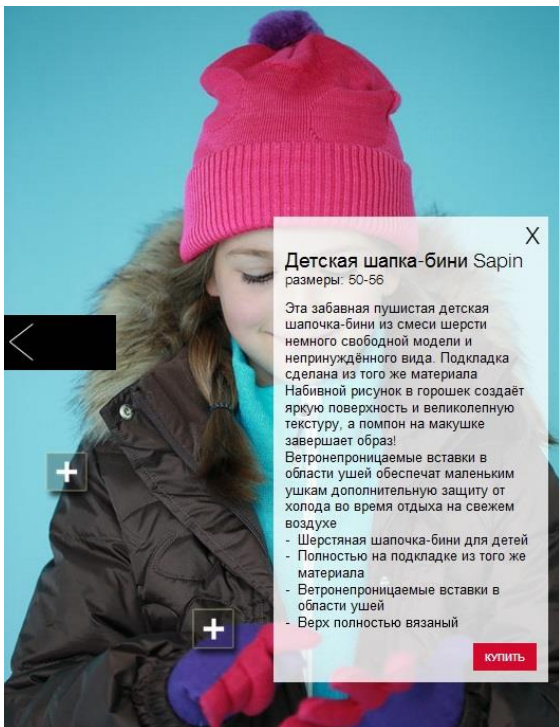 X
Детская шапка-бини Sapin
размеры: 50-56
Эта забавная пушистая детская
шапочка-бини из смеси шерсти
немного свободной модели и
непринуждённого вида. Подкладка
сделана из того же материала
Набивной рисунок в горошек создаёт
яркую поверхность и великолепную
текстуру, а помпон на макушке
завершает образ!
Ветронепроницаемые вставки в
области ушей обеспечат маленьким
ушкам дополнительную защиту от
холода во время отдыха на свежем
воздухе
- Шерстяная шапочка-бини для детей
- Полностью на подкладке из того же
материала
- Ветронепроницаемые вставки в
области ушей
- Верх полностью вязаный
КУПИТЬ